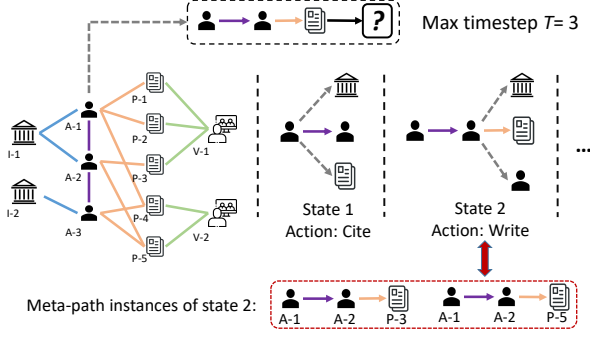 ?
Max timestep T= 3
P-1
I-1
A-1
P-2
V-1
A-2
P-3
I-2
A-3
P-4
V-2
P-5
State 1
Action: Cite
State 2
Action: Write
...
Meta-path instances of state 2:
A-1 A-2 P-3 A-1 A-2 P-5